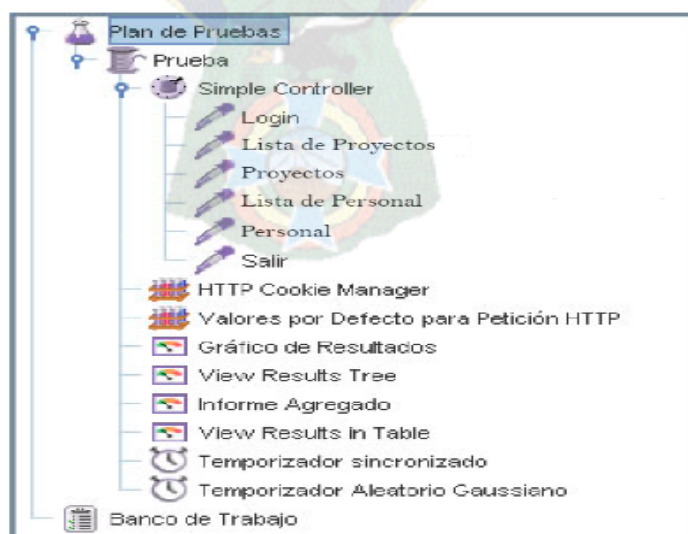 Plan de Pruebas
Prueba
Simple Controller
Login
Lista de Proyectos
Proyectos
Lista de Personal
Personal
Salir
HTTP Cookie Manager
Valores por Defecto para Petición HTTP
Gráfico de Resultados
View Results Tree
Informe Agregado
View Results in Table
Temporizador sincronizado
Temporizador Aleatorio Gaussiano
Banco de Trabajo